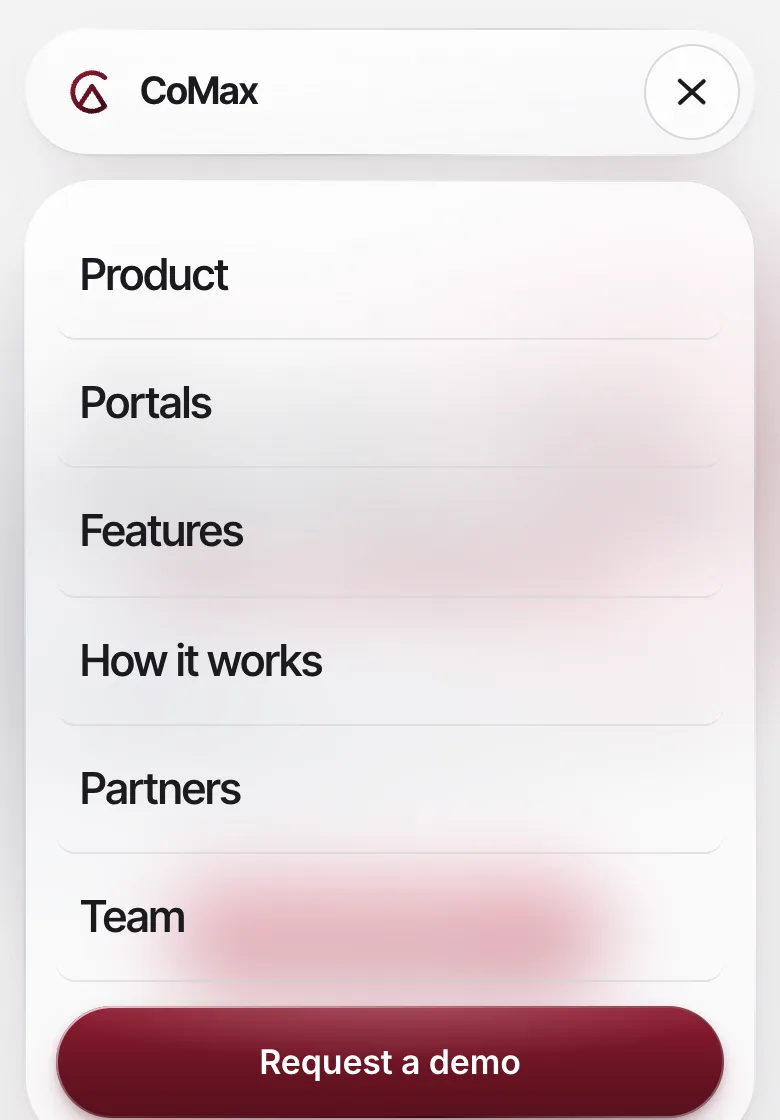 CoMax
Product
Portals
Features
How it works
Partners
Team
Request a demo